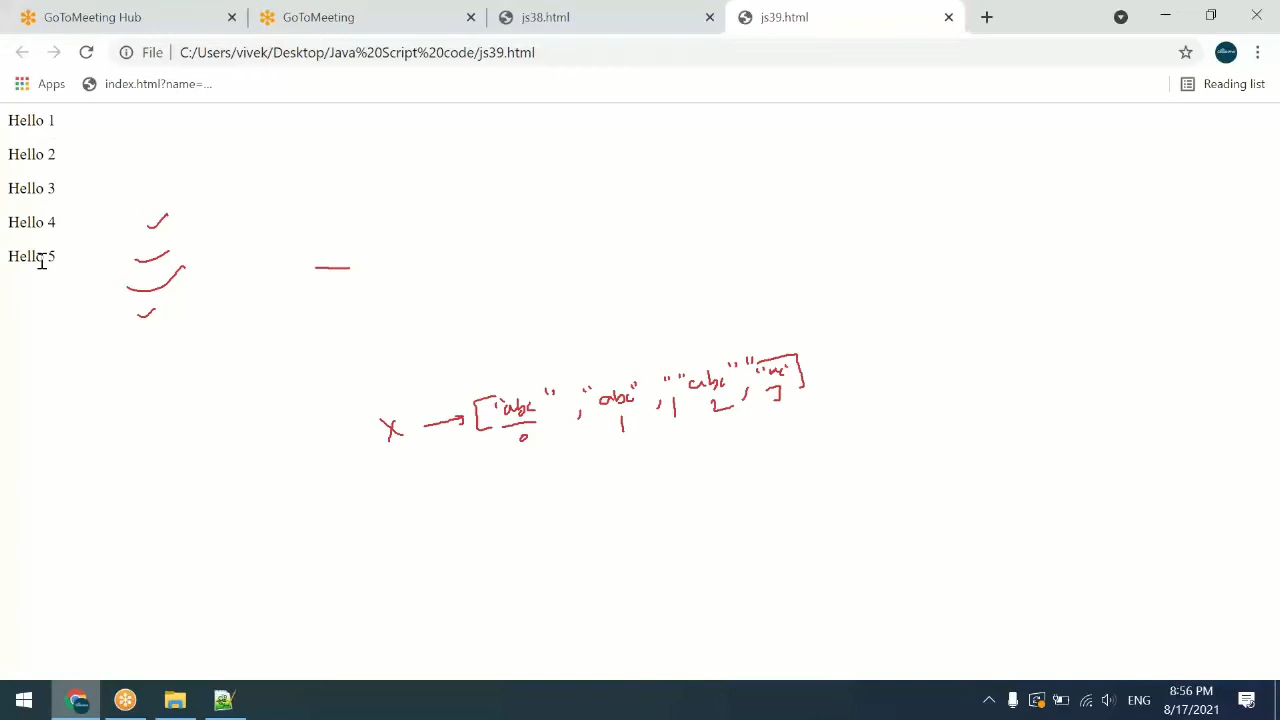 GoToMeeting Hub GoToMeeting js38.html js39.html
File C:/Users/vivek/Desktop/Java%20Script%20code/js39.html
Apps index.html?name=... Reading list
Hello 1
Hello 2
Hello 3
Hello 4
Hello 5
X → ["abc", "abc", "abc"
0 1 2 3
8:56 PM
ENG
8/17/2021